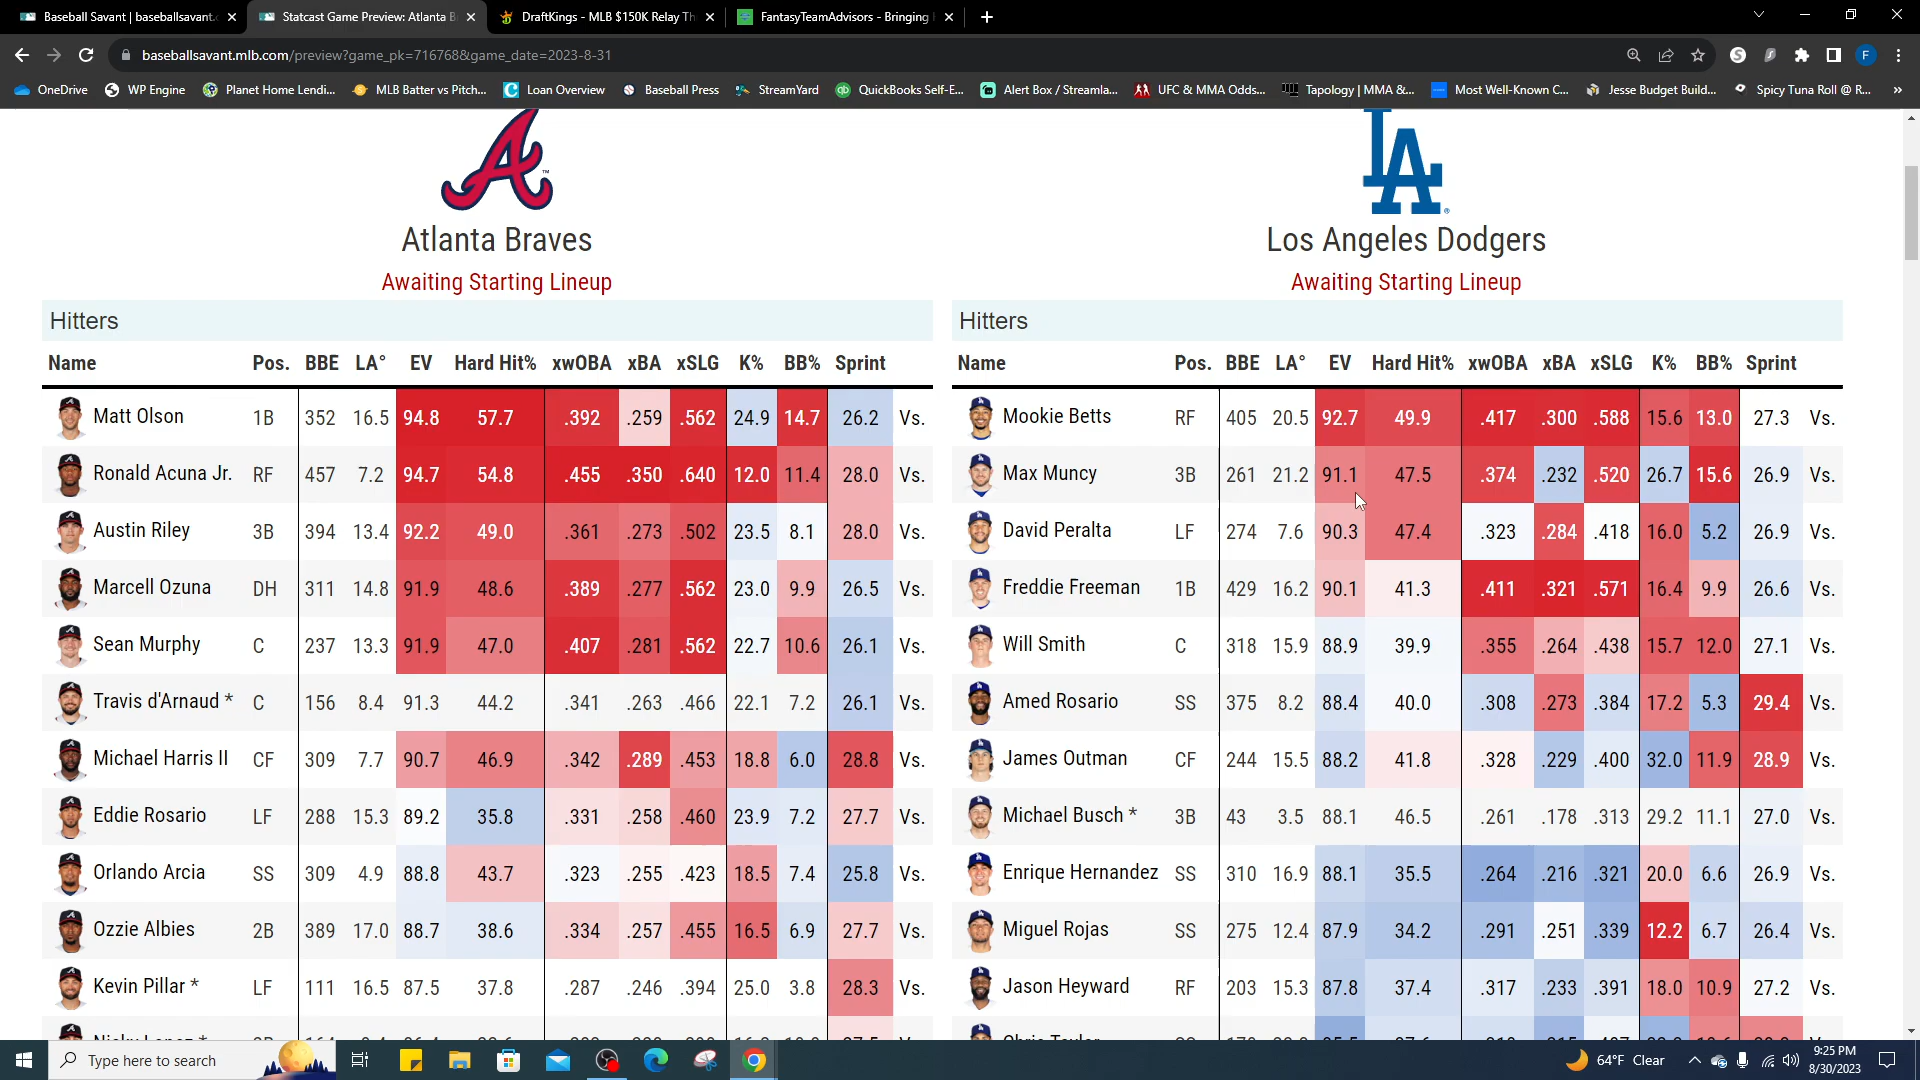 Baseball Savant | baseballsavant.
Statcast Game Preview: Atlanta B
DraftKings - MLB $150K Relay Th
FantasyTeamAdvisors - Bringing
baseballsavant.mlb.com/preview?game_pk=716768&game_date=2023-8-31
S
F
OneDrive
WP Engine
Planet Home Lendi...
MLB Batter vs Pitch...
Loan Overview
Baseball Press
StreamYard
QuickBooks Self-E...
Alert Box / Streamla...
UFC & MMA Odds...
Tapology | MMA &...
Most Well-Known C...
Jesse Budget Build...
Spicy Tuna Roll @ R...
A
LA
Atlanta Braves
Awaiting Starting Lineup
Los Angeles Dodgers
Awaiting Starting Lineup
Hitters
Name Pos. BBE LA° EV Hard Hit% xwOBA xBA xSLG K% BB% Sprint
Matt Olson 1B 352 16.5 94.8 57.7 .392 .259 .562 24.9 14.7 26.2 Vs.
Ronald Acuna Jr. RF 457 7.2 94.7 54.8 .455 .350 .640 12.0 11.4 28.0 Vs.
Austin Riley 3B 394 13.4 92.2 49.0 .361 .273 .502 23.5 8.1 28.0 Vs.
Marcell Ozuna DH 311 14.8 91.9 48.6 .389 .277 .562 23.0 9.9 26.5 Vs.
Sean Murphy C 237 13.3 91.9 47.0 .407 .281 .562 22.7 10.6 26.1 Vs.
Travis d'Arnaud * C 156 8.4 91.3 44.2 .341 .263 .466 22.1 7.2 26.1 Vs.
Michael Harris II CF 309 7.7 90.7 46.9 .342 .289 .453 18.8 6.0 28.8 Vs.
Eddie Rosario LF 288 15.3 89.2 35.8 .331 .258 .460 23.9 7.2 27.7 Vs.
Orlando Arcia SS 309 4.9 88.8 43.7 .323 .255 .423 18.5 7.4 25.8 Vs.
Ozzie Albies 2B 389 17.0 88.7 38.6 .334 .257 .455 16.5 6.9 27.7 Vs.
Kevin Pillar * LF 111 16.5 87.5 37.8 .287 .246 .394 25.0 3.8 28.3 Vs.
Hitters
Name Pos. BBE LA° EV Hard Hit% xwOBA xBA xSLG K% BB% Sprint
Mookie Betts RF 405 20.5 92.7 49.9 .417 .300 .588 15.6 13.0 27.3 Vs.
Max Muncy 3B 261 21.2 91.1 47.5 .374 .232 .520 26.7 15.6 26.9 Vs.
David Peralta LF 274 7.6 90.3 47.4 .323 .284 .418 16.0 5.2 26.9 Vs.
Freddie Freeman 1B 429 16.2 90.1 41.3 .411 .321 .571 16.4 9.9 26.6 Vs.
Will Smith C 318 15.9 88.9 39.9 .355 .264 .438 15.7 12.0 27.1 Vs.
Amed Rosario SS 375 8.2 88.4 40.0 .308 .273 .384 17.2 5.3 29.4 Vs.
James Outman CF 244 15.5 88.2 41.8 .328 .229 .400 32.0 11.9 28.9 Vs.
Michael Busch * 3B 43 3.5 88.1 46.5 .261 .178 .313 29.2 11.1 27.0 Vs.
Enrique Hernandez SS 310 16.9 88.1 35.5 .264 .216 .321 20.0 6.6 26.9 Vs.
Miguel Rojas SS 275 12.4 87.9 34.2 .291 .251 .339 12.2 6.7 26.4 Vs.
Jason Heyward RF 203 15.3 87.8 37.4 .317 .233 .391 18.0 10.9 27.2 Vs.
Type here to search
64°F Clear
9:25 PM
8/30/2023